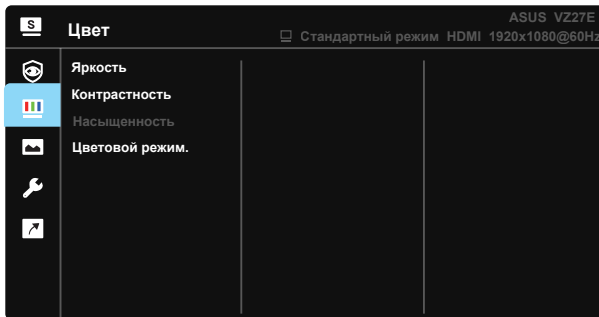 S
Цвет
ASUS VZ27E
Стандартный режим HDMI 1920x1080@60Hz
Яркость
Контрастность
Насыщенность
Цветовой режим.